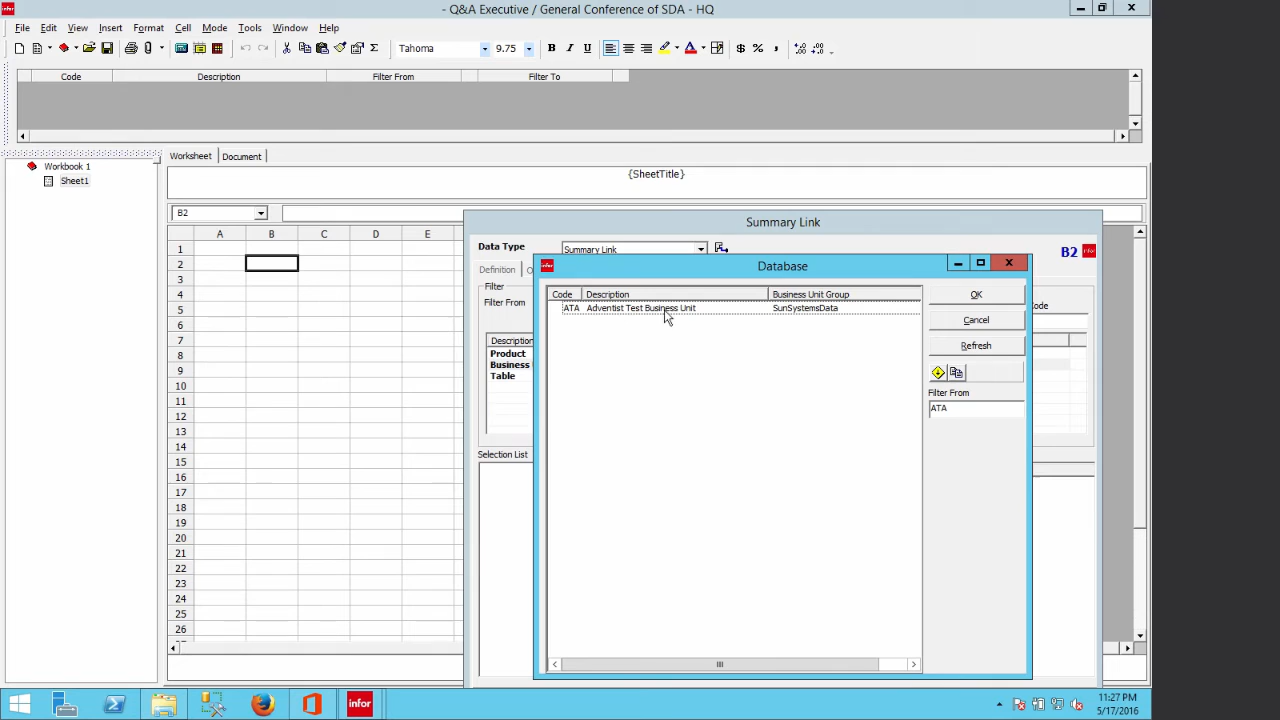 - Q&A Executive / General Conference of SDA - HQ
File Edit View Insert Format Cell Mode Tools Window Help
Tahoma 9.75 B I U A $ % ,
Code Description Filter From Filter To
Worksheet Document
Workbook 1
Sheet1
{SheetTitle}
B2
A B C D E
1
2
3
4
5
6
7
8
9
10
11
12
13
14
15
16
17
18
19
20
21
22
23
24
25
26
Summary Link
Data Type Summary Link B2 infor
Definition
Filter
Filter From
Description
Product
Business
Table
Selection List
infor Database
Code Description Business Unit Group
ATA Adventist Test Business Unit SunSystemsData
OK
Cancel
Refresh
Filter From
ATA
infor
11:27 PM
5/17/2016